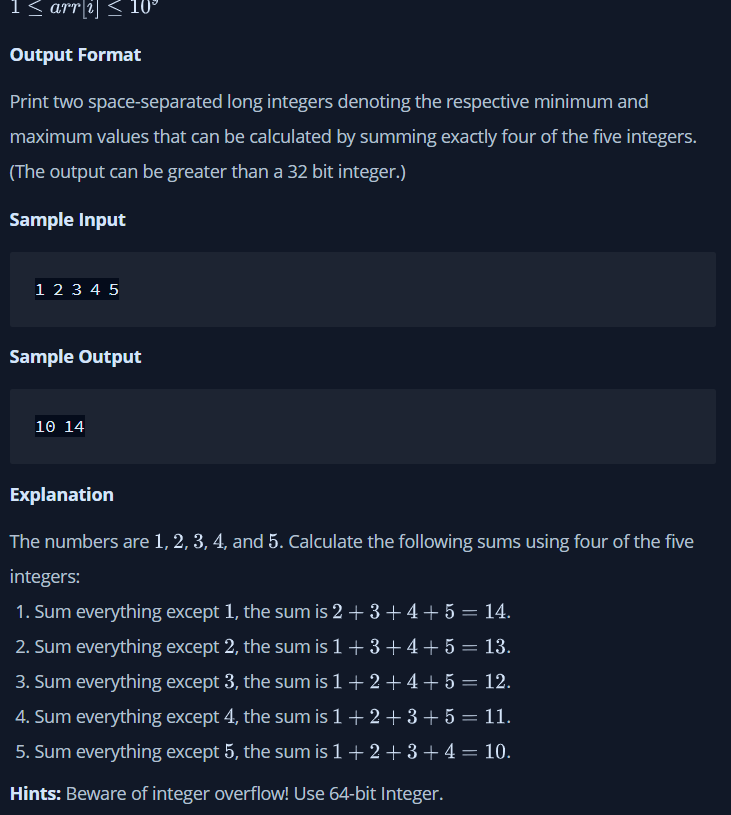 1 ≤ arr[i] ≤ 10⁹
Output Format
Print two space-separated long integers denoting the respective minimum and
maximum values that can be calculated by summing exactly four of the five integers.
(The output can be greater than a 32 bit integer.)
Sample Input
1 2 3 4 5
Sample Output
10 14
Explanation
The numbers are 1, 2, 3, 4, and 5. Calculate the following sums using four of the five
integers:
1. Sum everything except 1, the sum is 2 + 3 + 4 + 5 = 14.
2. Sum everything except 2, the sum is 1 + 3 + 4 + 5 = 13.
3. Sum everything except 3, the sum is 1 + 2 + 4 + 5 = 12.
4. Sum everything except 4, the sum is 1 + 2 + 3 + 5 = 11.
5. Sum everything except 5, the sum is 1 + 2 + 3 + 4 = 10.
Hints: Beware of integer overflow! Use 64-bit Integer.